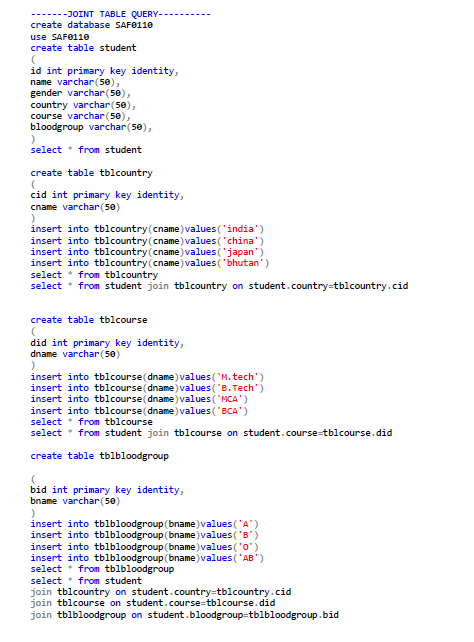 -------JOINT TABLE QUERY----------
create database SAF0110
use SAF0110
create table student
(
id int primary key identity,
name varchar(50),
gender varchar(50),
country varchar(50),
course varchar(50),
bloodgroup varchar(50),
)
select * from student
create table tblcountry
(
cid int primary key identity,
cname varchar(50)
)
insert into tblcountry(cname)values('india')
insert into tblcountry(cname)values('china')
insert into tblcountry(cname)values('japan')
insert into tblcountry(cname)values('bhutan')
select * from tblcountry
select * from student join tblcountry on student.country=tblcountry.cid
create table tblcourse
(
did int primary key identity,
dname varchar(50)
)
insert into tblcourse(dname)values('M.tech')
insert into tblcourse(dname)values('B.Tech')
insert into tblcourse(dname)values('MCA')
insert into tblcourse(dname)values('BCA')
select * from tblcourse
select * from student join tblcourse on student.course=tblcourse.did
create table tblbloodgroup
(
bid int primary key identity,
bname varchar(50)
)
insert into tblbloodgroup(bname)values('A')
insert into tblbloodgroup(bname)values('B')
insert into tblbloodgroup(bname)values('O')
insert into tblbloodgroup(bname)values('AB')
select * from tblbloodgroup
select * from student
join tblcountry on student.country=tblcountry.cid
join tblcourse on student.course=tblcourse.did
join tblbloodgroup on student.bloodgroup=tblbloodgroup.bid